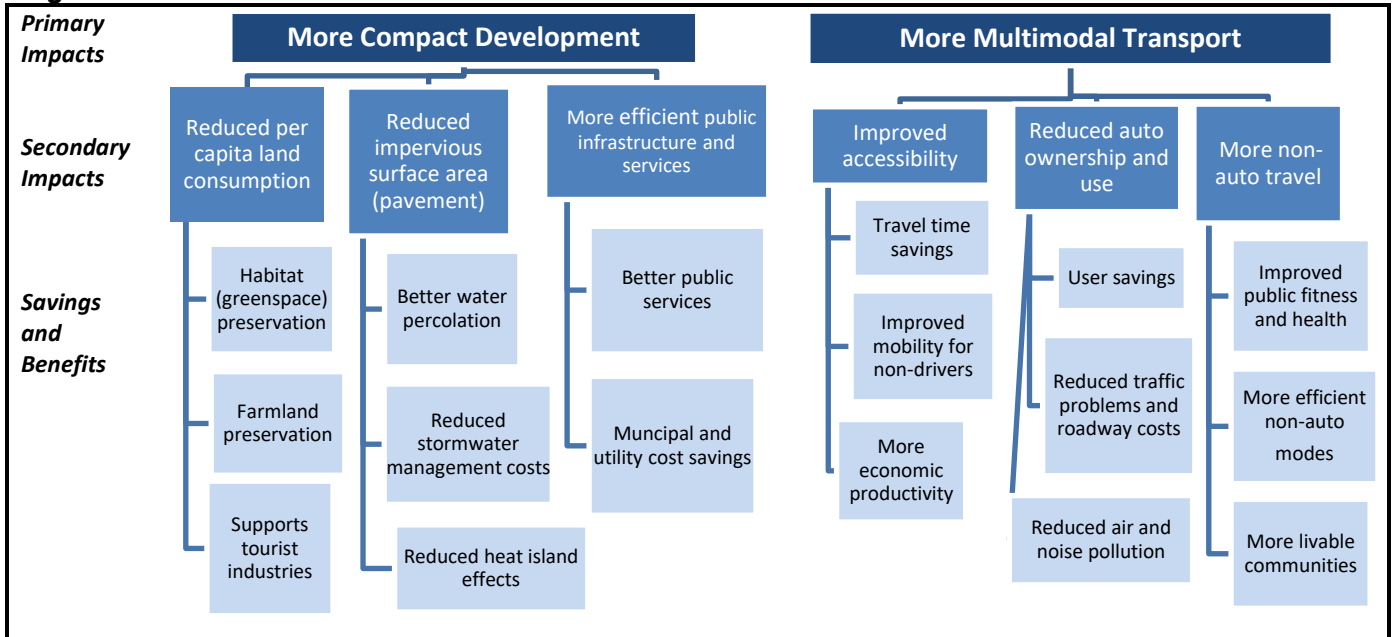 Primary
Impacts
More Compact Development
More Multimodal Transport
Secondary
Impacts
Reduced per
capita land
consumption
Reduced
impervious
surface area
(pavement)
More efficient public
infrastructure and
services
Improved
accessibility
Reduced auto
ownership and
use
More non-
auto travel
Savings
and
Benefits
Habitat
(greenspace)
preservation
Farmland
preservation
Supports
tourist
industries
Better water
percolation
Reduced
stormwater
management costs
Reduced heat island
effects
Better public
services
Muncipal and
utility cost savings
Travel time
savings
Improved
mobility for
non-drivers
More
economic
productivity
User savings
Reduced traffic
problems and
roadway costs
Reduced air and
noise pollution
Improved
public fitness
and health
More efficient
non-auto
modes
More livable
communities